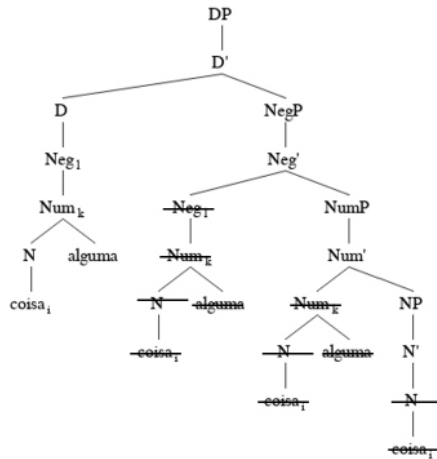 DP
D'
D NegP
Neg₁ Neg'
Numₖ Neg₁ NumP
N alguma Numₖ Num'
coisaᵢ N alguma Numₖ NP
coisaᵢ N alguma N'
coisaᵢ N
coisaᵢ